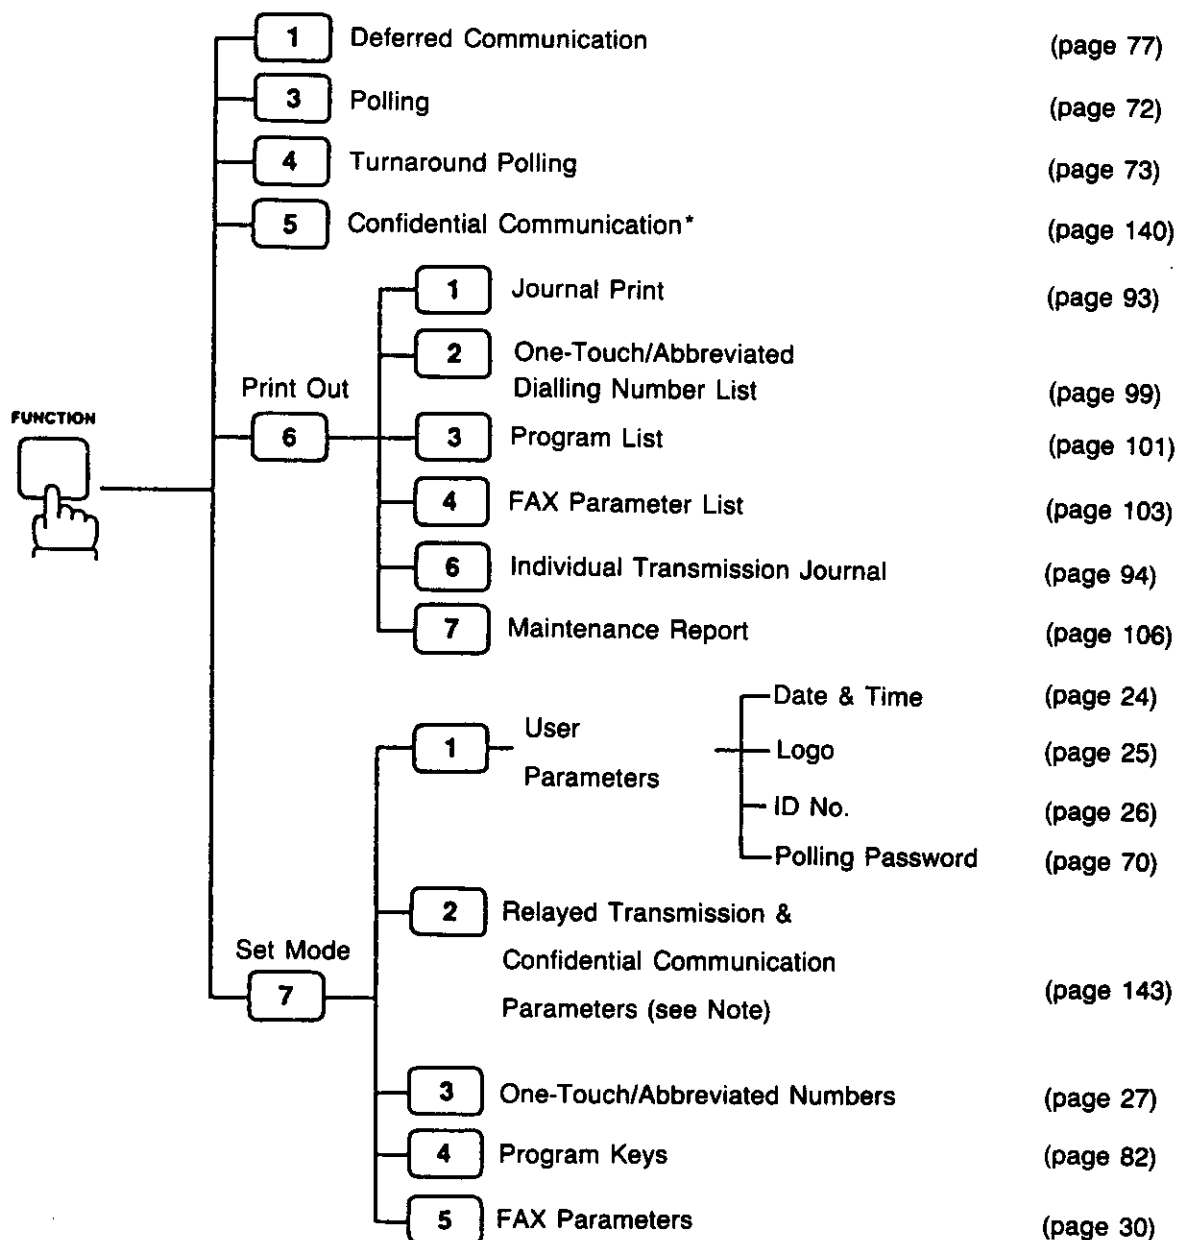 1 Deferred Communication (page 77)
3 Polling (page 72)
4 Turnaround Polling (page 73)
5 Confidential Communication* (page 140)
1 Journal Print (page 93)
2 One-Touch/Abbreviated
Dialling Number List (page 99)
Print Out
FUNCTION
6
3 Program List (page 101)
4 FAX Parameter List (page 103)
6 Individual Transmission Journal (page 94)
7 Maintenance Report (page 106)
Date & Time (page 24)
1 User
Parameters
Logo (page 25)
ID No. (page 26)
Polling Password (page 70)
2 Relayed Transmission &
Confidential Communication
Parameters (see Note) (page 143)
Set Mode
7
3 One-Touch/Abbreviated Numbers (page 27)
4 Program Keys (page 82)
5 FAX Parameters (page 30)